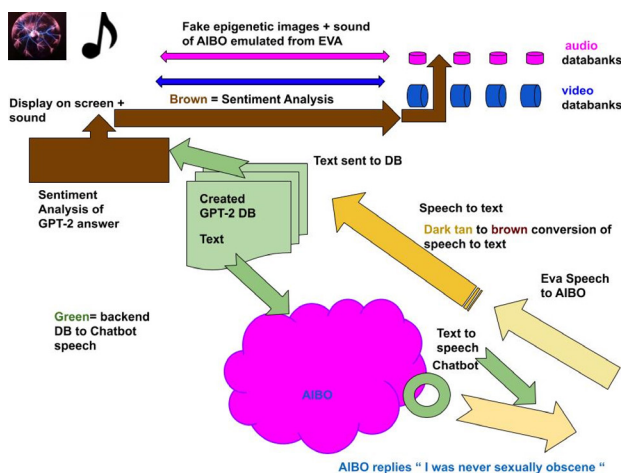 Fake epigenetic images + sound
of AIBO emulated from EVA
audio
databanks
video
databanks
Display on screen +
sound
Brown = Sentiment Analysis
Text sent to DB
Sentiment
Analysis of
GPT-2 answer
Created
GPT-2 DB
Text
Speech to text
Dark tan to brown conversion of
speech to text
Eva Speech
to AIBO
Green= backend
DB to Chatbot
speech
Text to
speech
Chatbot
AIBO
AIBO replies “ I was never sexually obscene “